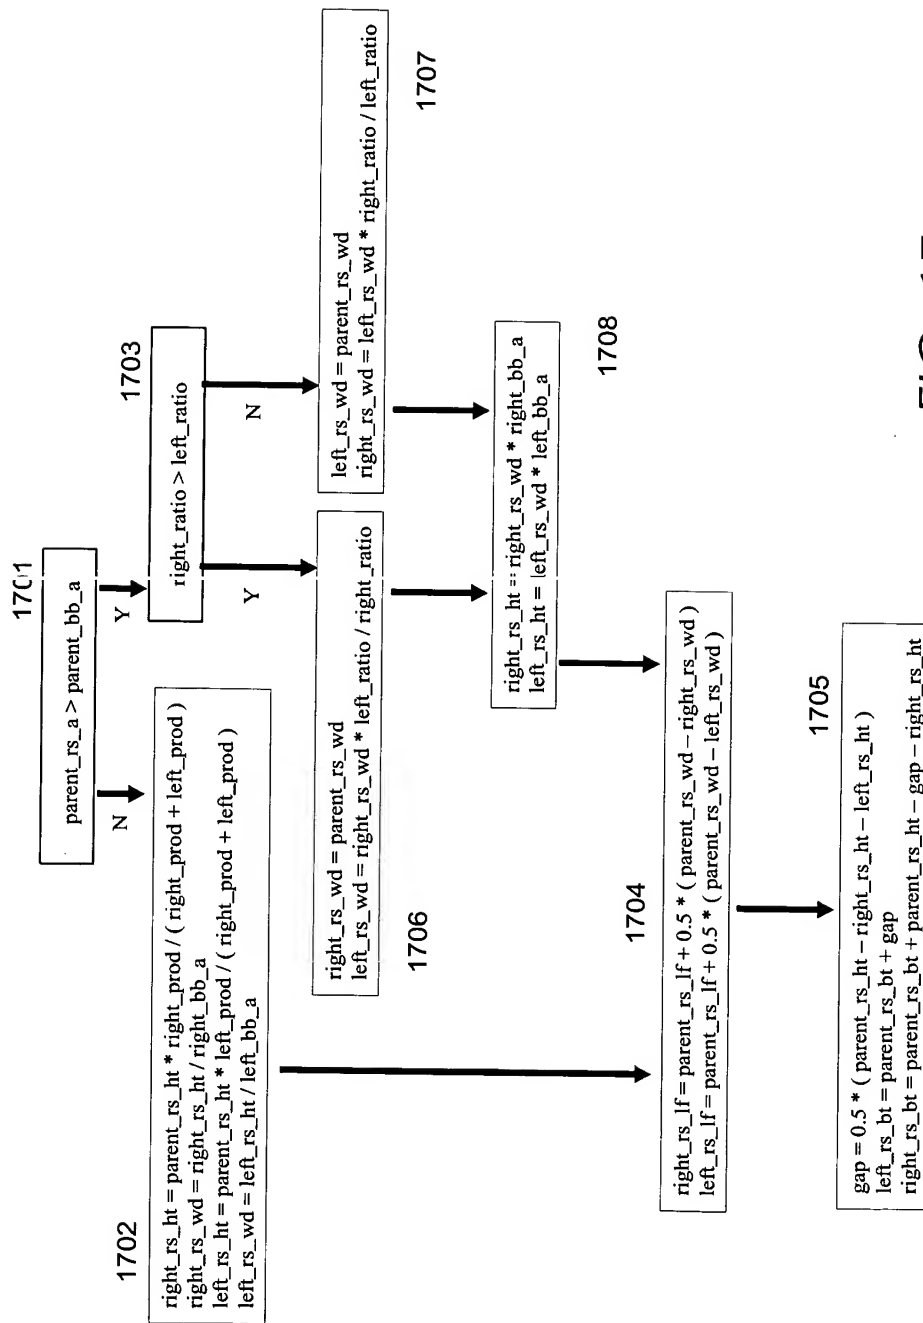 1701
parent_rs_a > parent_bb_a
N
Y
1702
right_rs_ht = parent_rs_ht * right_prod / ( right_prod + left_prod )
right_rs_wd = right_rs_ht / right_bb_a
left_rs_ht = parent_rs_ht * left_prod / ( right_prod + left_prod )
left_rs_wd = left_rs_ht / left_bb_a
1703
right_ratio > left_ratio
Y
N
right_rs_wd = parent_rs_wd
left_rs_wd = right_rs_wd * left_ratio / right_ratio
1706
left_rs_wd = parent_rs_wd
right_rs_wd = left_rs_wd * right_ratio / left_ratio
1707
right_rs_ht = right_rs_wd * right_bb_a
left_rs_ht = left_rs_wd * left_bb_a
1708
1704
right_rs_lf = parent_rs_lf + 0.5 * ( parent_rs_wd – right_rs_wd )
left_rs_lf = parent_rs_lf + 0.5 * ( parent_rs_wd – left_rs_wd )
1705
gap = 0.5 * ( parent_rs_ht – right_rs_ht – left_rs_ht )
left_rs_bt = parent_rs_bt + gap
right_rs_bt = parent_rs_bt + parent_rs_ht – gap – right_rs_ht